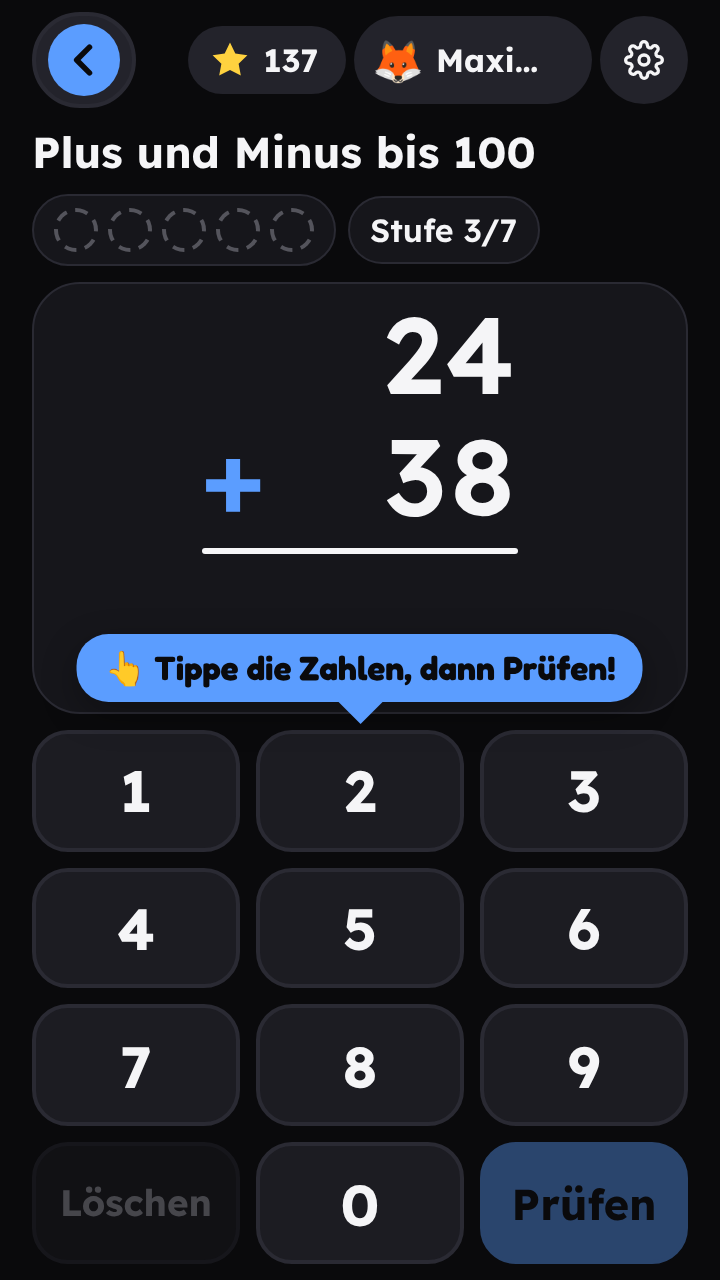 137
Maxi...
Plus und Minus bis 100
Stufe 3/7
24
+ 38
Tippe die Zahlen, dann Prüfen!
1 2 3
4 5 6
7 8 9
Löschen 0 Prüfen